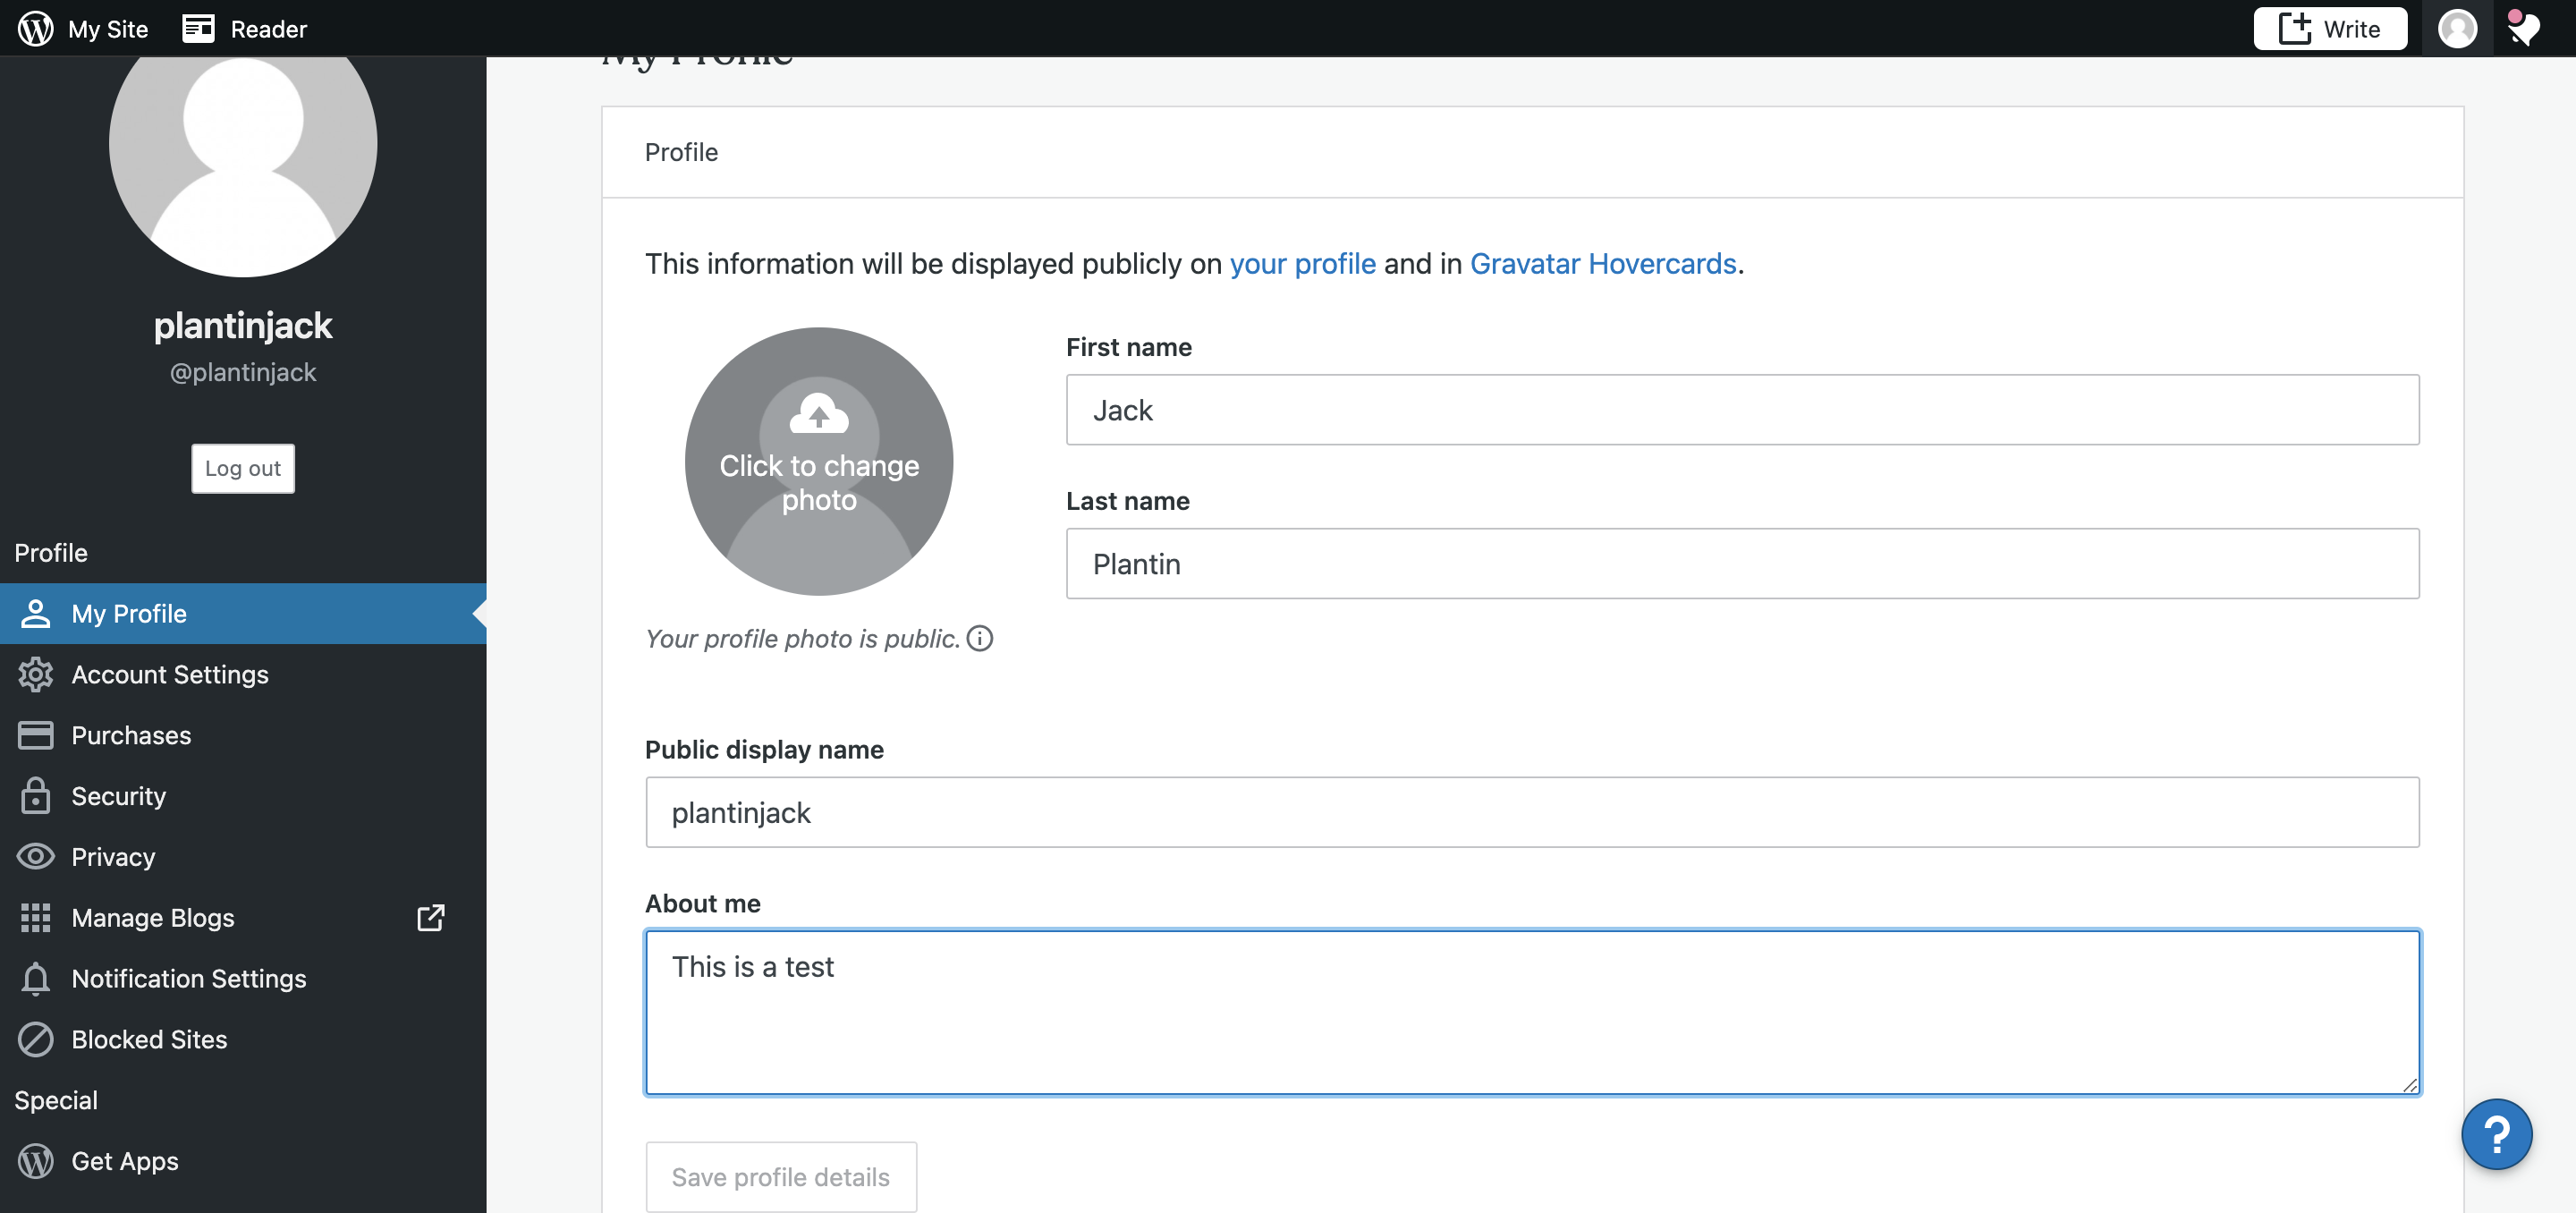 My Site
Reader
Write
My Profile
plantinjack
@plantinjack
Log out
Profile
My Profile
Account Settings
Purchases
Security
Privacy
Manage Blogs
Notification Settings
Blocked Sites
Special
Get Apps
Profile
This information will be displayed publicly on your profile and in Gravatar Hovercards.
Click to change
photo
Your profile photo is public.
First name
Jack
Last name
Plantin
Public display name
plantinjack
About me
This is a test
Save profile details
?